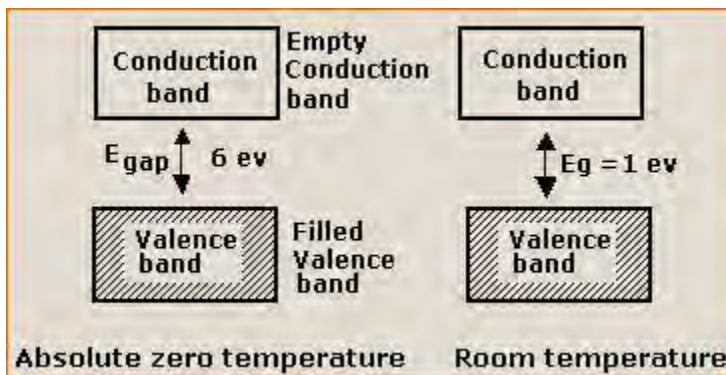 Conduction
band
Empty
Conduction
band
Conduction
band
E gap 6 ev
Eg = 1 ev
Valence
band
Filled
Valence
band
Valence
band
Absolute zero temperature
Room temperature